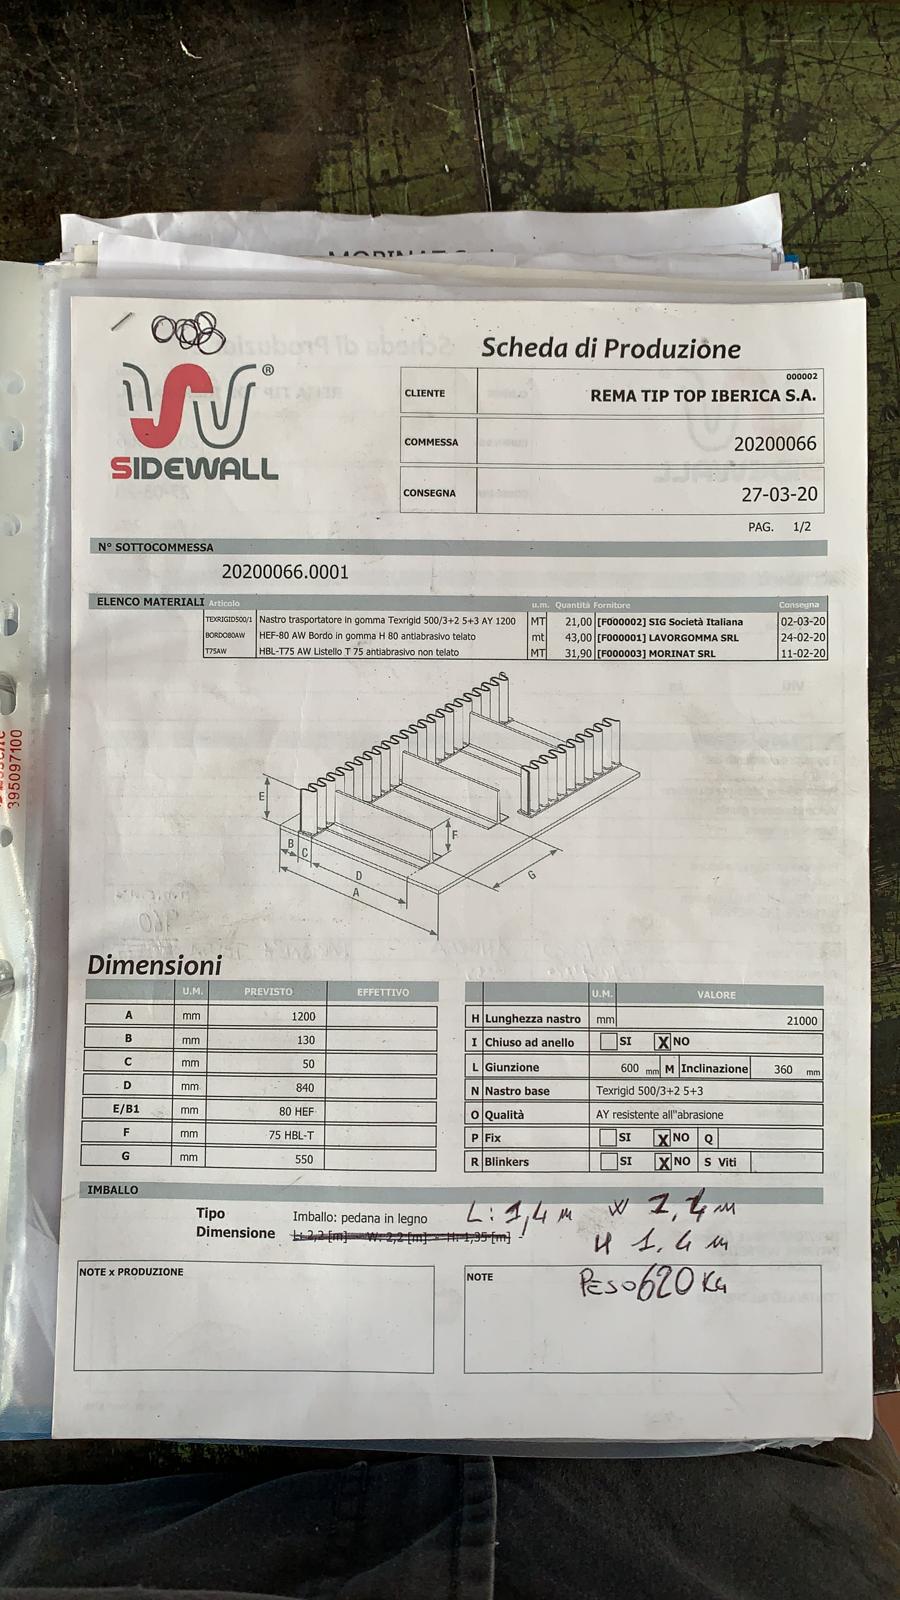 Scheda di Produzione
® SIDEWALL
000002
CLIENTE REMA TIP TOP IBERICA S.A.
COMMESSA 20200066
CONSEGNA 27-03-20
PAG. 1/2
N° SOTTOCOMMESSA
20200066.0001
ELENCO MATERIALI Articolo u.m. Quantità Fornitore Consegna
TEXRIGID500/1 Nastro trasportatore in gomma Texrigid 500/3+2 5+3 AY 1200 MT 21,00 [F000002] SIG Società Italiana 02-03-20
BORDO80AW HEF-80 AW Bordo in gomma H 80 antiabrasivo telato mt 43,00 [F000001] LAVORGOMMA SRL 24-02-20
T75AW HBL-T75 AW Listello T 75 antiabrasivo non telato MT 31,90 [F000003] MORINAT SRL 11-02-20
E
B
C
D
A
F
G
395097100
Dimensioni
U.M. PREVISTO EFFETTIVO
A mm 1200
B mm 130
C mm 50
D mm 840
E/B1 mm 80 HEF
F mm 75 HBL-T
G mm 550
U.M. VALORE
H Lunghezza nastro mm 21000
I Chiuso ad anello SI X NO
L Giunzione 600 mm M Inclinazione 360 mm
N Nastro base Texrigid 500/3+2 5+3
O Qualità AY resistente all"abrasione
P Fix SI X NO Q
R Blinkers SI X NO S Viti
IMBALLO
Tipo Imballo: pedana in legno
Dimensione L: 2,2 [m] - W: 2,2 [m] - H: 1,35 [m] -
L: 1,4 M W 1,4 M
H 1.4 M
PESO 620 KG
NOTE x PRODUZIONE
NOTE